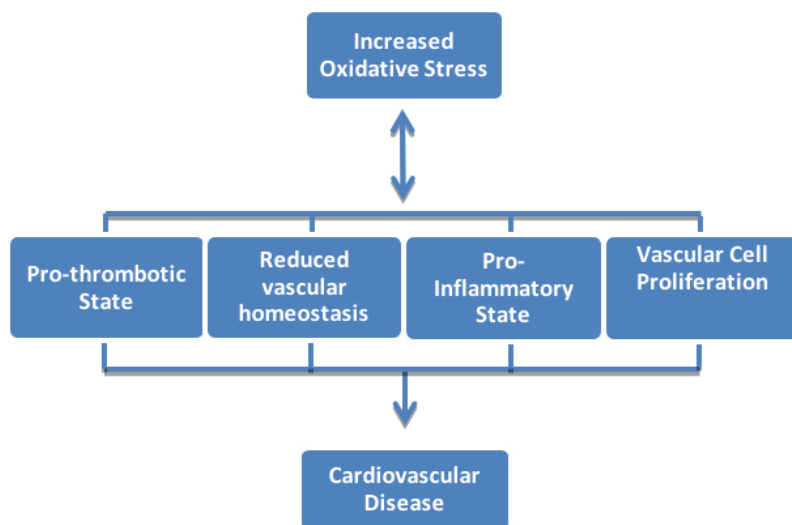 Increased
Oxidative Stress
Pro-thrombotic
State
Reduced
vascular
homeostasis
Pro-
Inflammatory
State
Vascular Cell
Proliferation
Cardiovascular
Disease